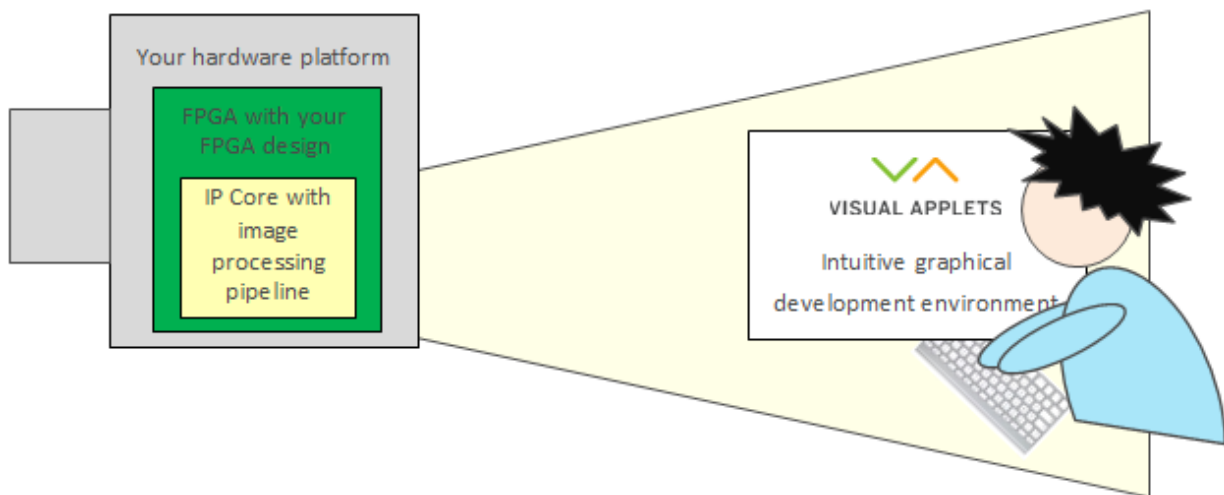 Your hardware platform
FPGA with your
FPGA design
IP Core with
image
processing
pipeline
VISUAL APPLETS
Intuitive graphical
development environment